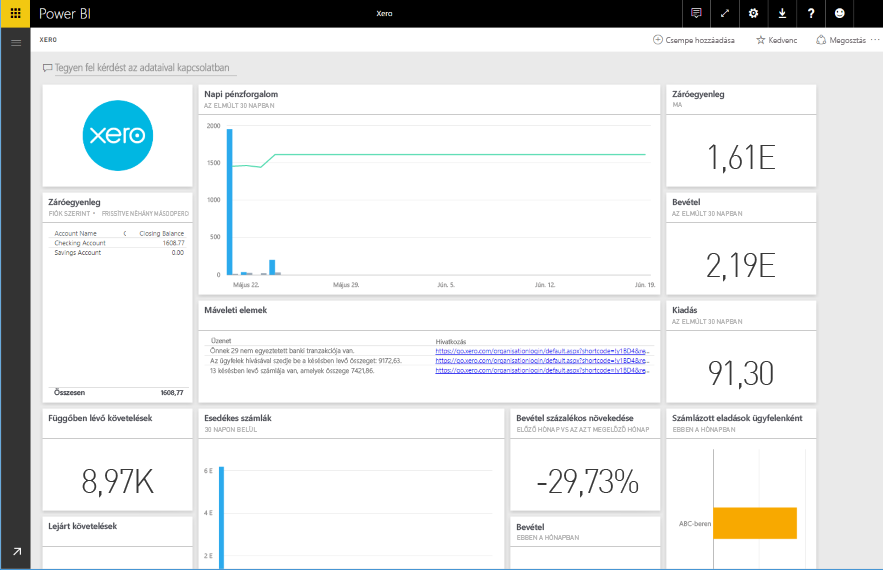 Power BI
Xero
?
XERO
Csempe hozzáadása
Kedvenc
Megosztás ...
Tegyen fel kérdést az adataival kapcsolatban
xero
Napi pénzforgalom
AZ ELMÚLT 30 NAPBAN
2000
1500
1000
500
0
Május 22.
Május 29.
Jún. 5.
Jún. 12.
Jún. 19.
Záróegyenleg
MA
1,61E
Záróegyenleg
FIÓK SZERINT • FRISSÍTVE NÉHÁNY MÁSODPERD
Account Name ( Closing Balance
Checking Account 1608.77
Savings Account 0.00
Összesen 1608,77
Bevétel
AZ ELMÚLT 30 NAPBAN
2,19E
Máveleti elemek
Üzenet Hivatkozás
Önnek 29 nem egyeztetett banki tranzakciója van. https://go.xero.com/organisationlogin/default.aspx?shortcode=!y1BD4&re...
Az ügyfelek hívásával szedje be a késésben levő összeget: 9172,63. https://go.xero.com/organisationlogin/default.aspx?shortcode=!y1BD4&re...
13 késésben levő számlája van, amelyek összege 7421,86. https://go.xero.com/organisationlogin/default.aspx?shortcode=!y1BD4&re...
Kiadás
AZ ELMÚLT 30 NAPBAN
91,30
Függőben lévő követelések
8,97K
Esedékes számlák
30 NAPON BELÜL
6 E
4 E
2 E
Bevétel százalékos növekedése
ELŐZŐ HÓNAP VS AZ AZT MEGELŐZŐ HÓNAP
-29,73%
Számlázott eladások ügyfelenként
EBBEN A HÓNAPBAN
ABC-beren
Lejárt követelések
Bevétel
EBBEN A HÓNAPBAN